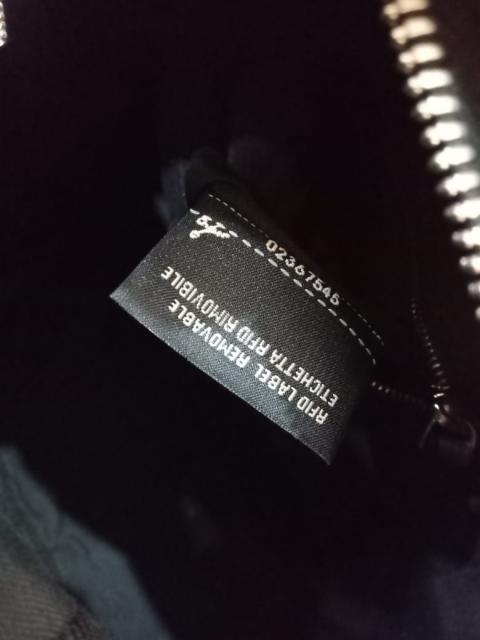 02367545
RFID LABEL REMOVABLE
ETICHETTA RFID RIMOVIBILE